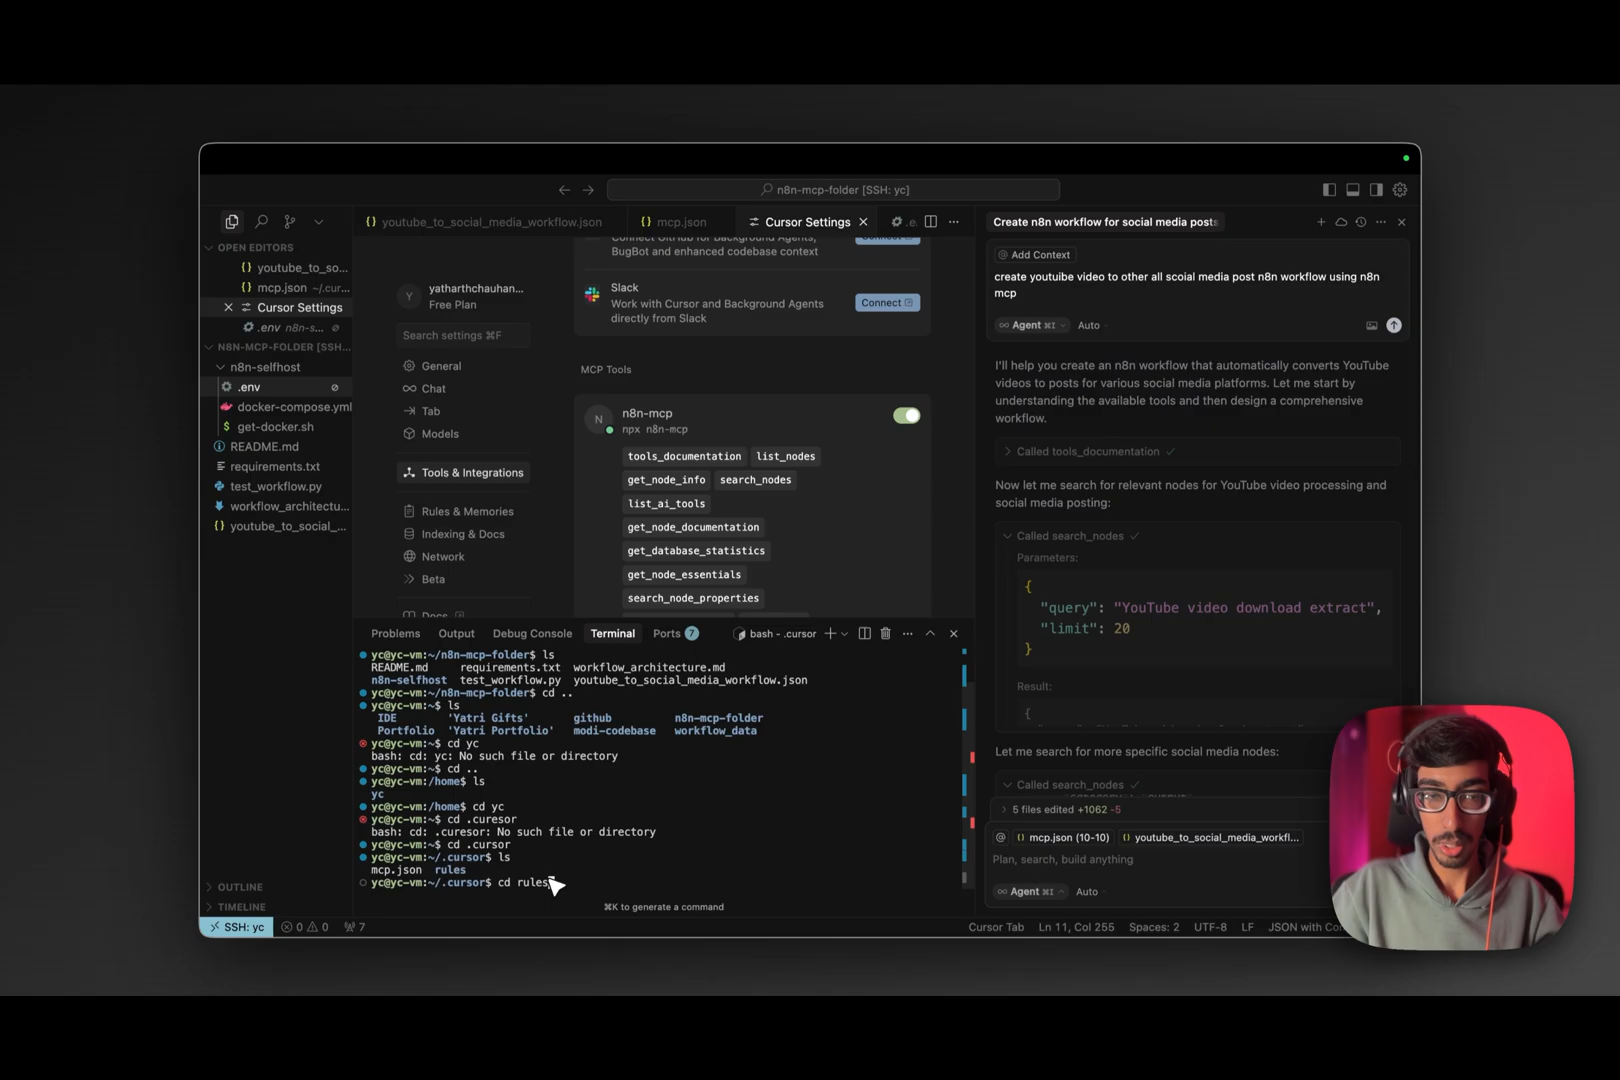 n8n-mcp-folder [SSH: yc]
youtube_to_social_media_workflow.json
mcp.json
Cursor Settings
.e.
OPEN EDITORS
youtube_to_so...
mcp.json ~/.cur...
Cursor Settings
.env n8n-s...
N8N-MCP-FOLDER [SSH:...
n8n-selfhost
.env
docker-compose.yml
get-docker.sh
README.md
requirements.txt
test_workflow.py
workflow_architectu...
youtube_to_social_...
OUTLINE
TIMELINE
Y
yatharthchauhan...
Free Plan
Search settings ⌘F
General
Chat
Tab
Models
Tools & Integrations
Rules & Memories
Indexing & Docs
Network
Beta
Docs
Connect GitHub for Background Agents,
BugBot and enhanced codebase context
Slack
Work with Cursor and Background Agents
directly from Slack
Connect
MCP Tools
N
n8n-mcp
npx n8n-mcp
tools_documentation list_nodes
get_node_info search_nodes
list_ai_tools
get_node_documentation
get_database_statistics
get_node_essentials
search_node_properties
Problems Output Debug Console Terminal Ports 7
bash - .cursor
yc@yc-vm:~/n8n-mcp-folder$ ls
README.md requirements.txt workflow_architecture.md
n8n-selfhost test_workflow.py youtube_to_social_media_workflow.json
yc@yc-vm:~/n8n-mcp-folder$ cd ..
yc@yc-vm:~$ ls
IDE 'Yatri Gifts' github n8n-mcp-folder
Portfolio 'Yatri Portfolio' modi-codebase workflow_data
yc@yc-vm:~$ cd yc
bash: cd: yc: No such file or directory
yc@yc-vm:~$ cd ..
yc@yc-vm:/home$ ls
yc
yc@yc-vm:/home$ cd yc
yc@yc-vm:~$ cd .curesor
bash: cd: .curesor: No such file or directory
yc@yc-vm:~$ cd .cursor
yc@yc-vm:~/.cursor$ ls
mcp.json rules
yc@yc-vm:~/.cursor$ cd rules
⌘K to generate a command
Create n8n workflow for social media posts
@ Add Context
create youtuibe video to other all scoial media post n8n workflow using n8n
mcp
∞ Agent ⌘I Auto
I'll help you create an n8n workflow that automatically converts YouTube
videos to posts for various social media platforms. Let me start by
understanding the available tools and then design a comprehensive
workflow.
Called tools_documentation
Now let me search for relevant nodes for YouTube video processing and
social media posting:
Called search_nodes
Parameters:
{
"query": "YouTube video download extract",
"limit": 20
}
Result:
{
Let me search for more specific social media nodes:
Called search_nodes
5 files edited +1062 -5
@ mcp.json (10-10) youtube_to_social_media_workfl...
Plan, search, build anything
∞ Agent ⌘I Auto
SSH: yc
0 0 7
Cursor Tab Ln 11, Col 255 Spaces: 2 UTF-8 LF JSON with Co